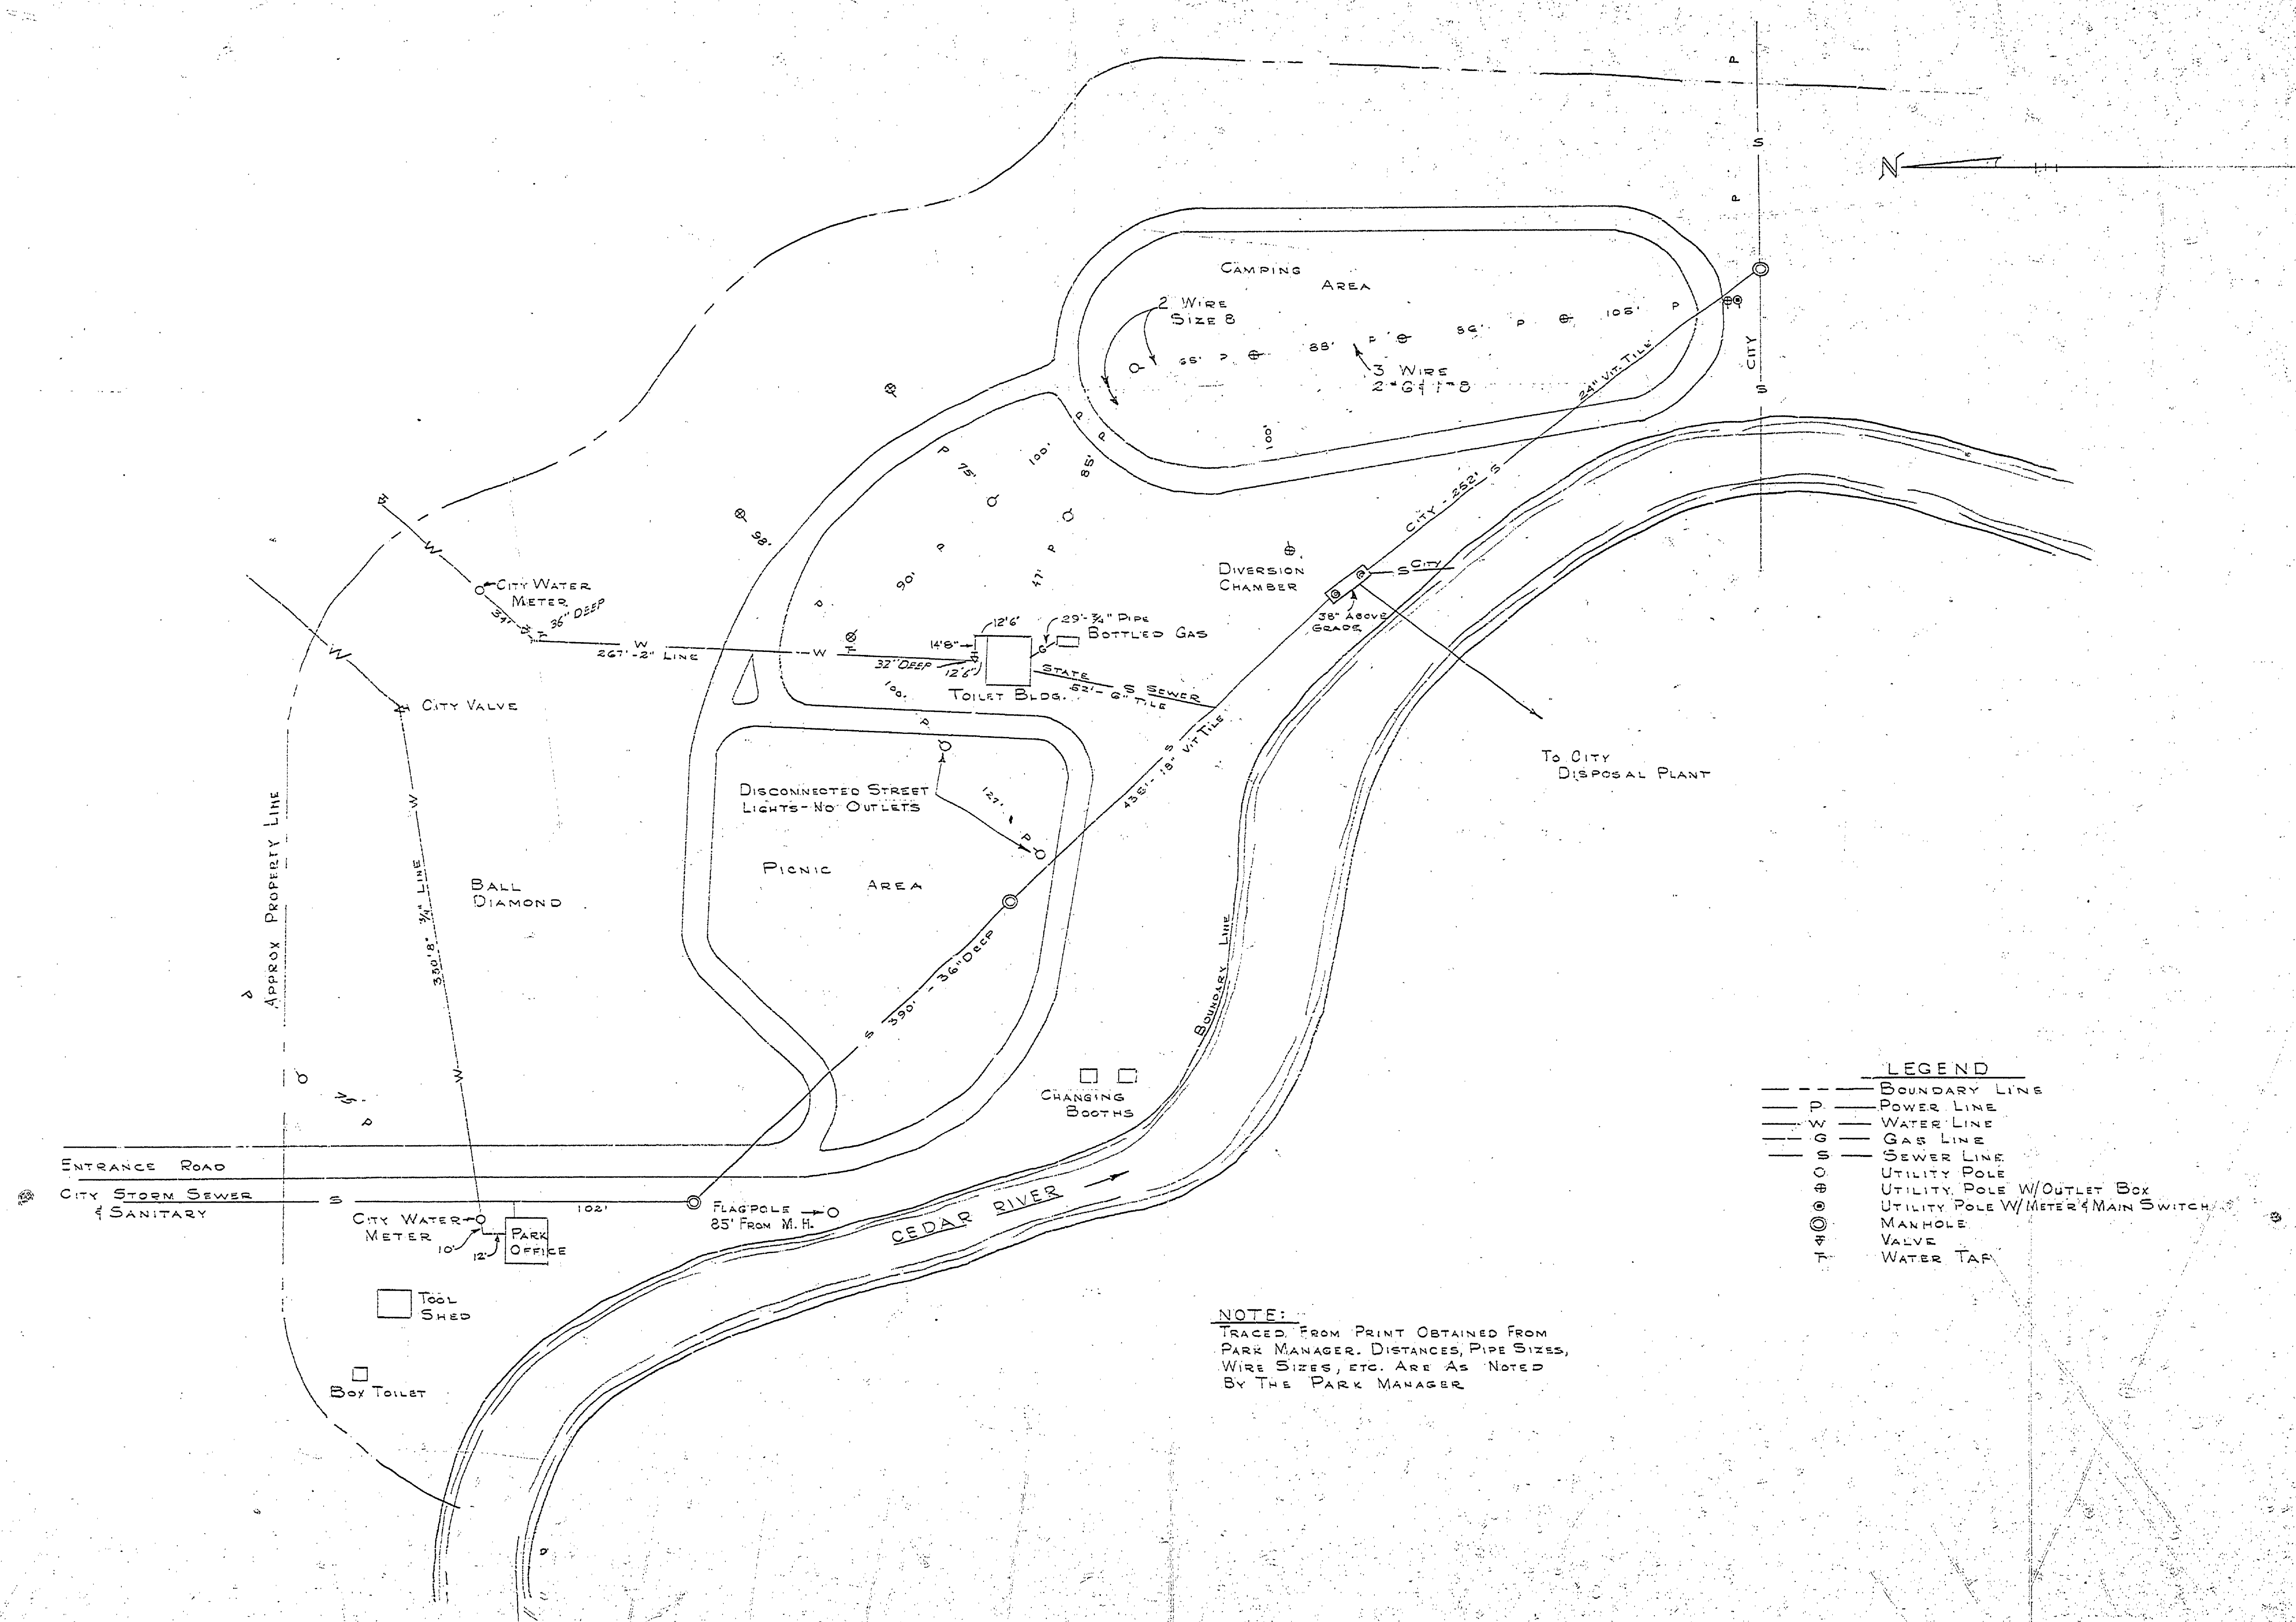 P
S
N
P
CAMPING
AREA
2 WIRE
SIZE 8
65' P
88' P
86' P
105' P
3 WIRE
2-#6 & 1-#8
24" VIT. TILE
CITY
S
P
P
P 75'
100'
85'
100'
CITY - 252' S
W
CITY WATER
METER
36" DEEP
W
267'-2" LINE
W
98'
90'
P
P
47'
P
12'6"
14'8"
29'-3/4" PIPE
BOTTLED GAS
32" DEEP
12'6"
STATE
S SEWER
52'-6" TILE
TOILET BLDG.
DIVERSION
CHAMBER
S CITY
38" ABOVE
GRADE
W
CITY VALVE
100'
P
S
438'-18" VIT TILE
TO CITY
DISPOSAL PLANT
DISCONNECTED STREET
LIGHTS-NO OUTLETS
127'
P
W
APPROX PROPERTY LINE
330'8" 3/4" LINE
BALL
DIAMOND
PICNIC
AREA
S 390' - 36" DEEP
BOUNDARY LINE
P
W
P
CHANGING
BOOTHS
ENTRANCE ROAD
CITY STORM SEWER
& SANITARY
S
102'
CITY WATER
METER
10'
12'
PARK
OFFICE
FLAGPOLE
85' FROM M.H.
CEDAR RIVER
TOOL
SHED
BOX TOILET
LEGEND
BOUNDARY LINE
P POWER LINE
W WATER LINE
G GAS LINE
S SEWER LINE
UTILITY POLE
UTILITY POLE W/OUTLET BOX
UTILITY POLE W/METER & MAIN SWITCH
MANHOLE
VALVE
WATER TAP
NOTE:
TRACED FROM PRINT OBTAINED FROM
PARK MANAGER. DISTANCES, PIPE SIZES,
WIRE SIZES, ETC. ARE AS NOTED
BY THE PARK MANAGER